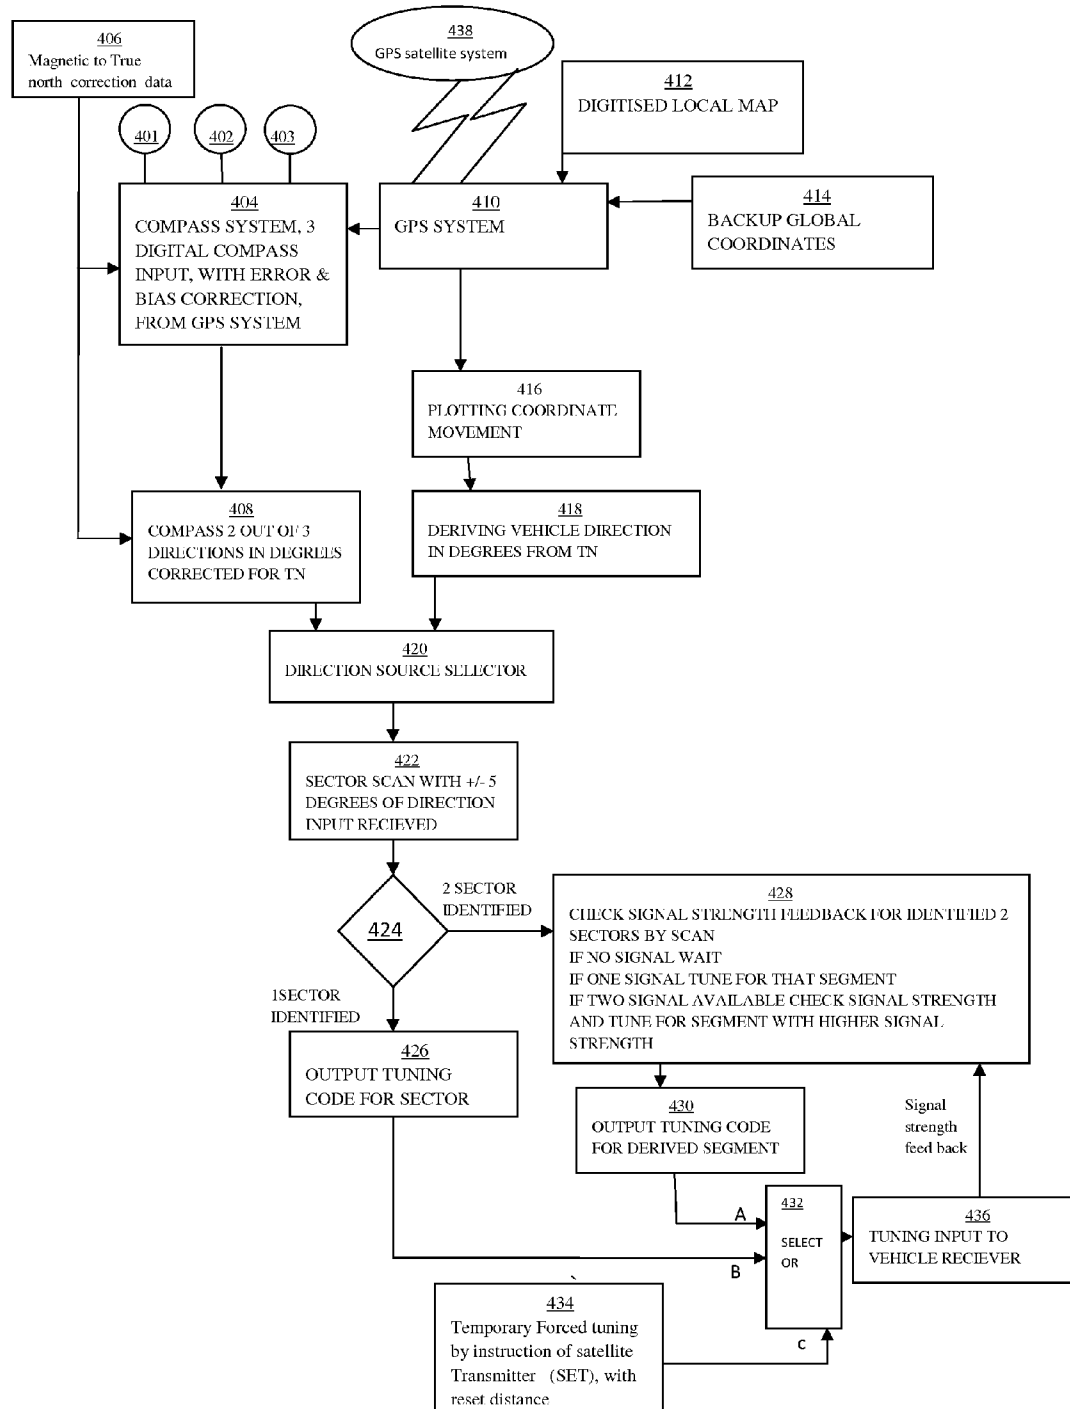 406
Magnetic to True
north correction data
438
GPS satellite system
412
DIGITISED LOCAL MAP
401
402
403
404
COMPASS SYSTEM, 3
DIGITAL COMPASS
INPUT, WITH ERROR &
BIAS CORRECTION,
FROM GPS SYSTEM
410
GPS SYSTEM
414
BACKUP GLOBAL
COORDINATES
416
PLOTTING COORDINATE
MOVEMENT
408
COMPASS 2 OUT OF 3
DIRECTIONS IN DEGREES
CORRECTED FOR TN
418
DERIVING VEHICLE DIRECTION
IN DEGREES FROM TN
420
DIRECTION SOURCE SELECTOR
422
SECTOR SCAN WITH +/- 5
DEGREES OF DIRECTION
INPUT RECIEVED
424
2 SECTOR
IDENTIFIED
428
CHECK SIGNAL STRENGTH FEEDBACK FOR IDENTIFIED 2
SECTORS BY SCAN
IF NO SIGNAL WAIT
IF ONE SIGNAL TUNE FOR THAT SEGMENT
IF TWO SIGNAL AVAILABLE CHECK SIGNAL STRENGTH
AND TUNE FOR SEGMENT WITH HIGHER SIGNAL
STRENGTH
1SECTOR
IDENTIFIED
426
OUTPUT TUNING
CODE FOR SECTOR
430
OUTPUT TUNING CODE
FOR DERIVED SEGMENT
Signal
strength
feed back
A
B
C
432
SELECT
OR
436
TUNING INPUT TO
VEHICLE RECIEVER
434
Temporary Forced tuning
by instruction of satellite
Transmitter (SET), with
reset distance